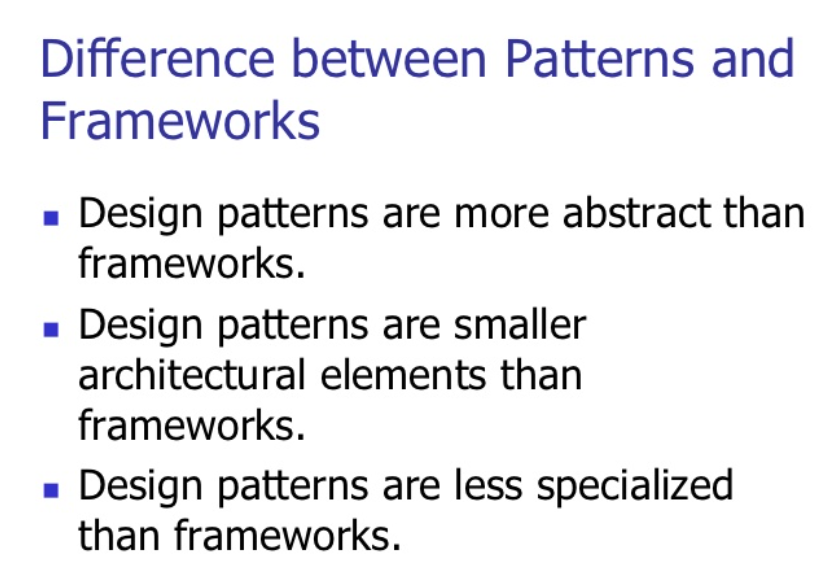 Difference between Patterns and
Frameworks
Design patterns are more abstract than
frameworks.
Design patterns are smaller
architectural elements than
frameworks.
Design patterns are less specialized
than frameworks.